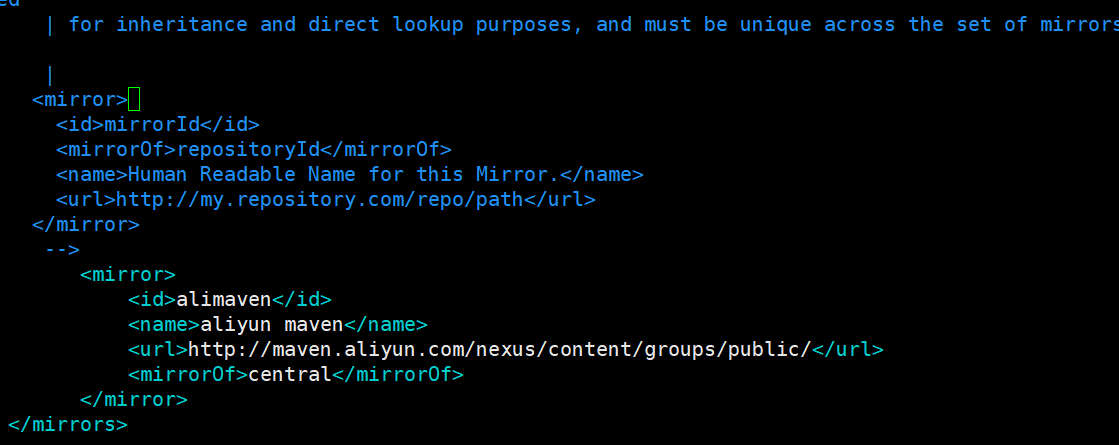 ed
| for inheritance and direct lookup purposes, and must be unique across the set of mirrors
|
<mirror>
<id>mirrorId</id>
<mirrorOf>repositoryId</mirrorOf>
<name>Human Readable Name for this Mirror.</name>
<url>http://my.repository.com/repo/path</url>
</mirror>
-->
<mirror>
<id>alimaven</id>
<name>aliyun maven</name>
<url>http://maven.aliyun.com/nexus/content/groups/public/</url>
<mirrorOf>central</mirrorOf>
</mirror>
</mirrors>